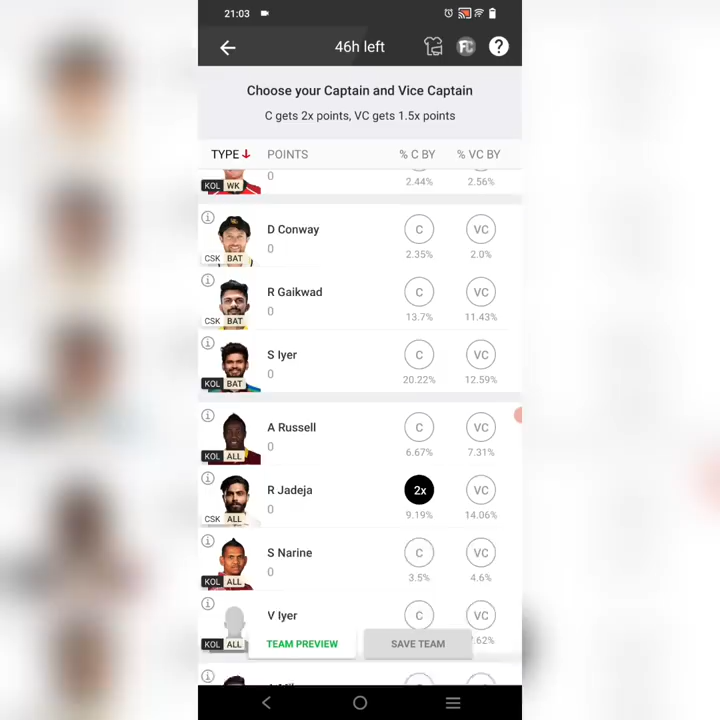 21:03
46h left
FC
?
Choose your Captain and Vice Captain
C gets 2x points, VC gets 1.5x points
TYPE POINTS % C BY % VC BY
0
KOL WK 2.44% 2.56%
D Conway C VC
0
CSK BAT 2.35% 2.0%
R Gaikwad C VC
0
CSK BAT 13.7% 11.43%
S Iyer C VC
0
KOL BAT 20.22% 12.59%
A Russell C VC
0
KOL ALL 6.67% 7.31%
R Jadeja 2x VC
0
CSK ALL 9.19% 14.06%
S Narine C VC
0
KOL ALL 3.5% 4.6%
V Iyer C VC
KOL ALL TEAM PREVIEW SAVE TEAM .62%